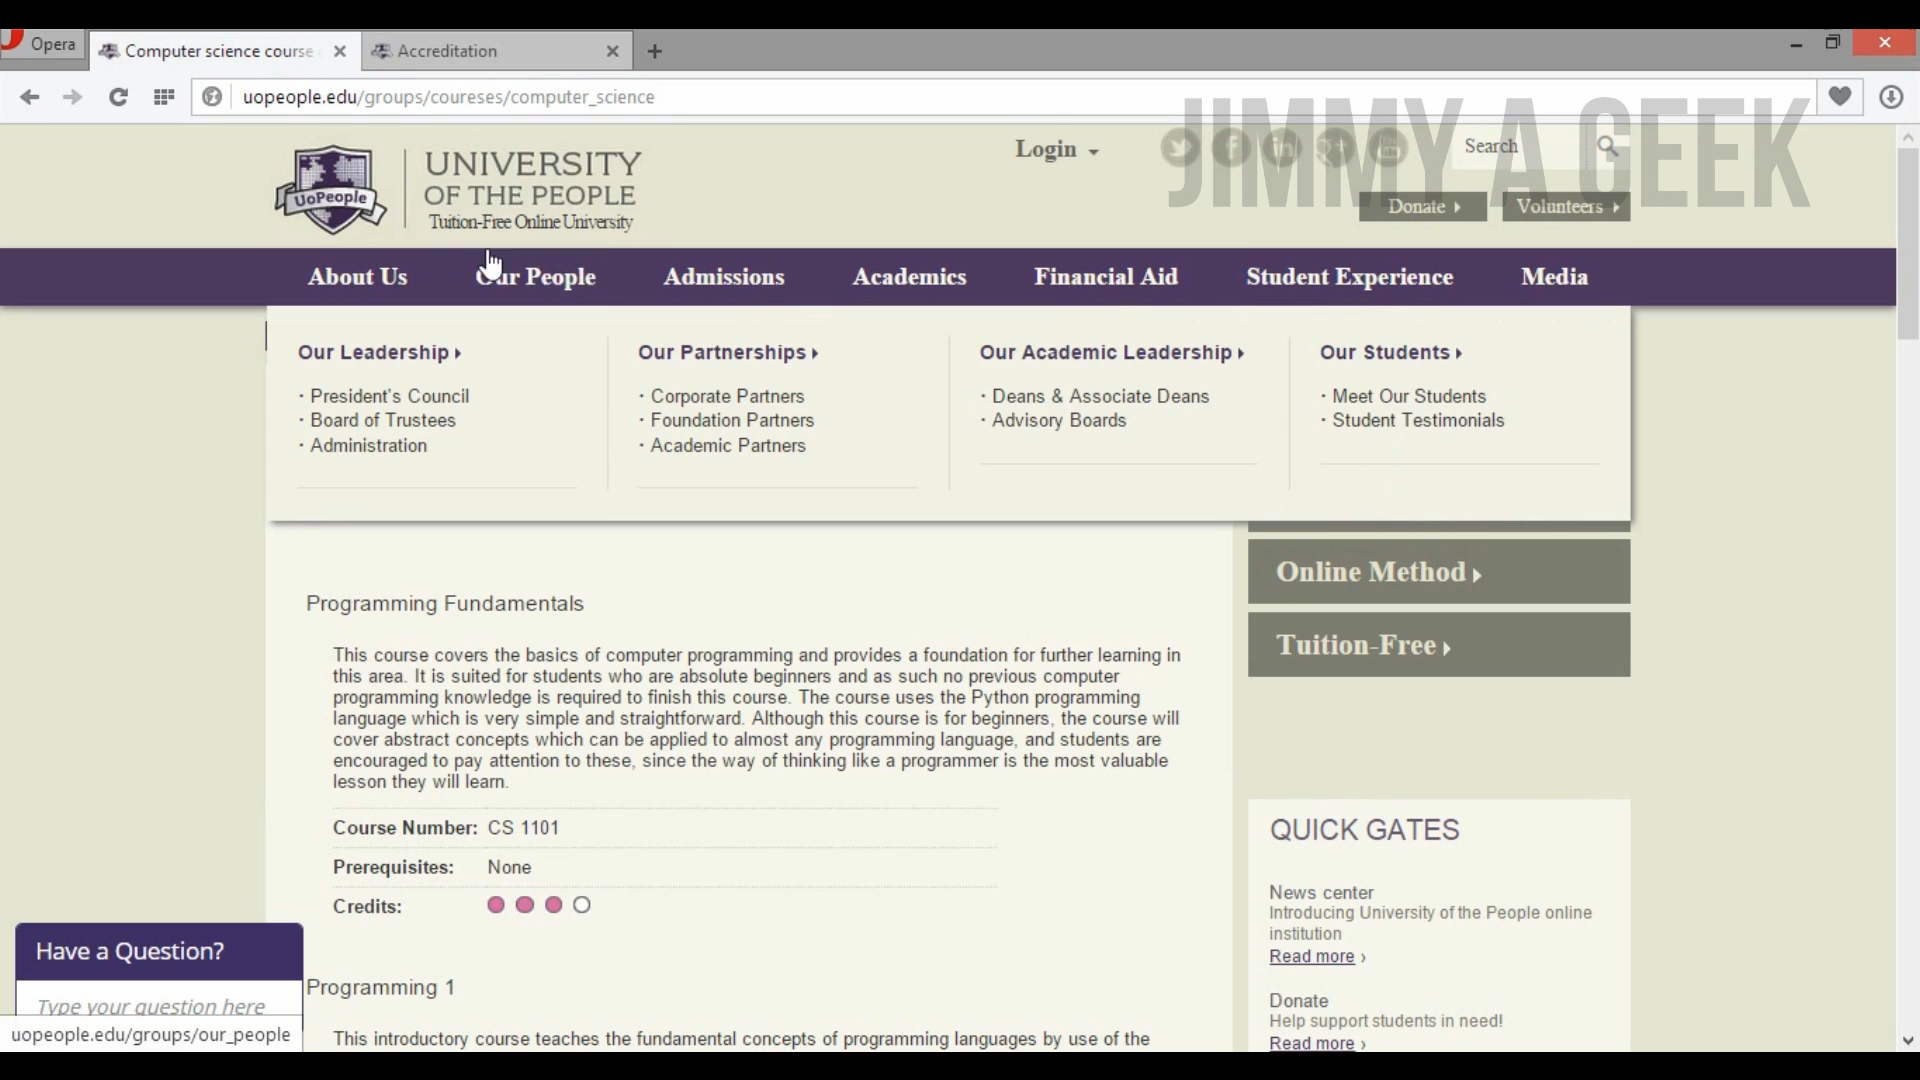 Opera
Computer science course
Accreditation
uopeople.edu/groups/coureses/computer_science
JIMMY A GEEK
UoPeople
UNIVERSITY
OF THE PEOPLE
Tuition-Free Online University
Login
Search
Donate
Volunteers
About Us
Our People
Admissions
Academics
Financial Aid
Student Experience
Media
Our Leadership
· President's Council
· Board of Trustees
· Administration
Our Partnerships
· Corporate Partners
· Foundation Partners
· Academic Partners
Our Academic Leadership
· Deans & Associate Deans
· Advisory Boards
Our Students
· Meet Our Students
· Student Testimonials
Online Method
Tuition-Free
Programming Fundamentals
This course covers the basics of computer programming and provides a foundation for further learning in
this area. It is suited for students who are absolute beginners and as such no previous computer
programming knowledge is required to finish this course. The course uses the Python programming
language which is very simple and straightforward. Although this course is for beginners, the course will
cover abstract concepts which can be applied to almost any programming language, and students are
encouraged to pay attention to these, since the way of thinking like a programmer is the most valuable
lesson they will learn.
Course Number: CS 1101
Prerequisites: None
Credits:
Programming 1
This introductory course teaches the fundamental concepts of programming languages by use of the
QUICK GATES
News center
Introducing University of the People online
institution
Read more ›
Donate
Help support students in need!
Read more ›
Have a Question?
Type your question here
uopeople.edu/groups/our_people